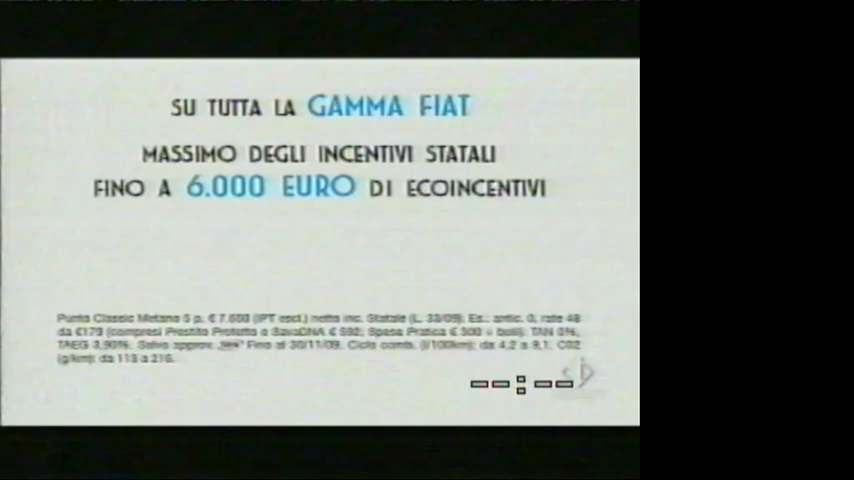 SU TUTTA LA GAMMA FIAT
MASSIMO DEGLI INCENTIVI STATALI
FINO A 6.000 EURO DI ECOINCENTIVI
Punto Classic Metano 5 p. € 7.600 (IPT escl.) netto inc. Statale (L. 33/09). Es.: antic. 0, rate 48
da €179 (compresi Prestito Protetto e SavaDNA € 592; Spese Pratica € 300 + bolli). TAN 0%,
TAEG 3,90%. Salvo approv. Fino al 30/11/09. Ciclo comb. (l/100km): da 4,2 a 9,1. CO2
(g/km): da 113 a 216.
--:--